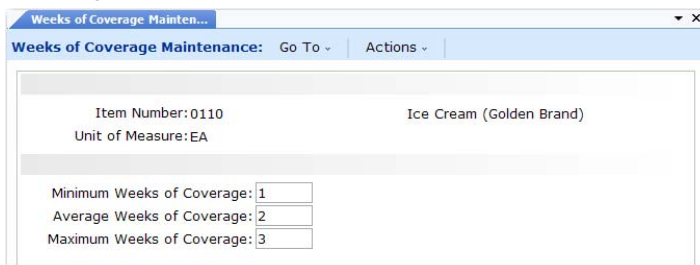 Weeks of Coverage Mainten...
Weeks of Coverage Maintenance: Go To Actions
Item Number: 0110 Ice Cream (Golden Brand)
Unit of Measure: EA
Minimum Weeks of Coverage: 1
Average Weeks of Coverage: 2
Maximum Weeks of Coverage: 3